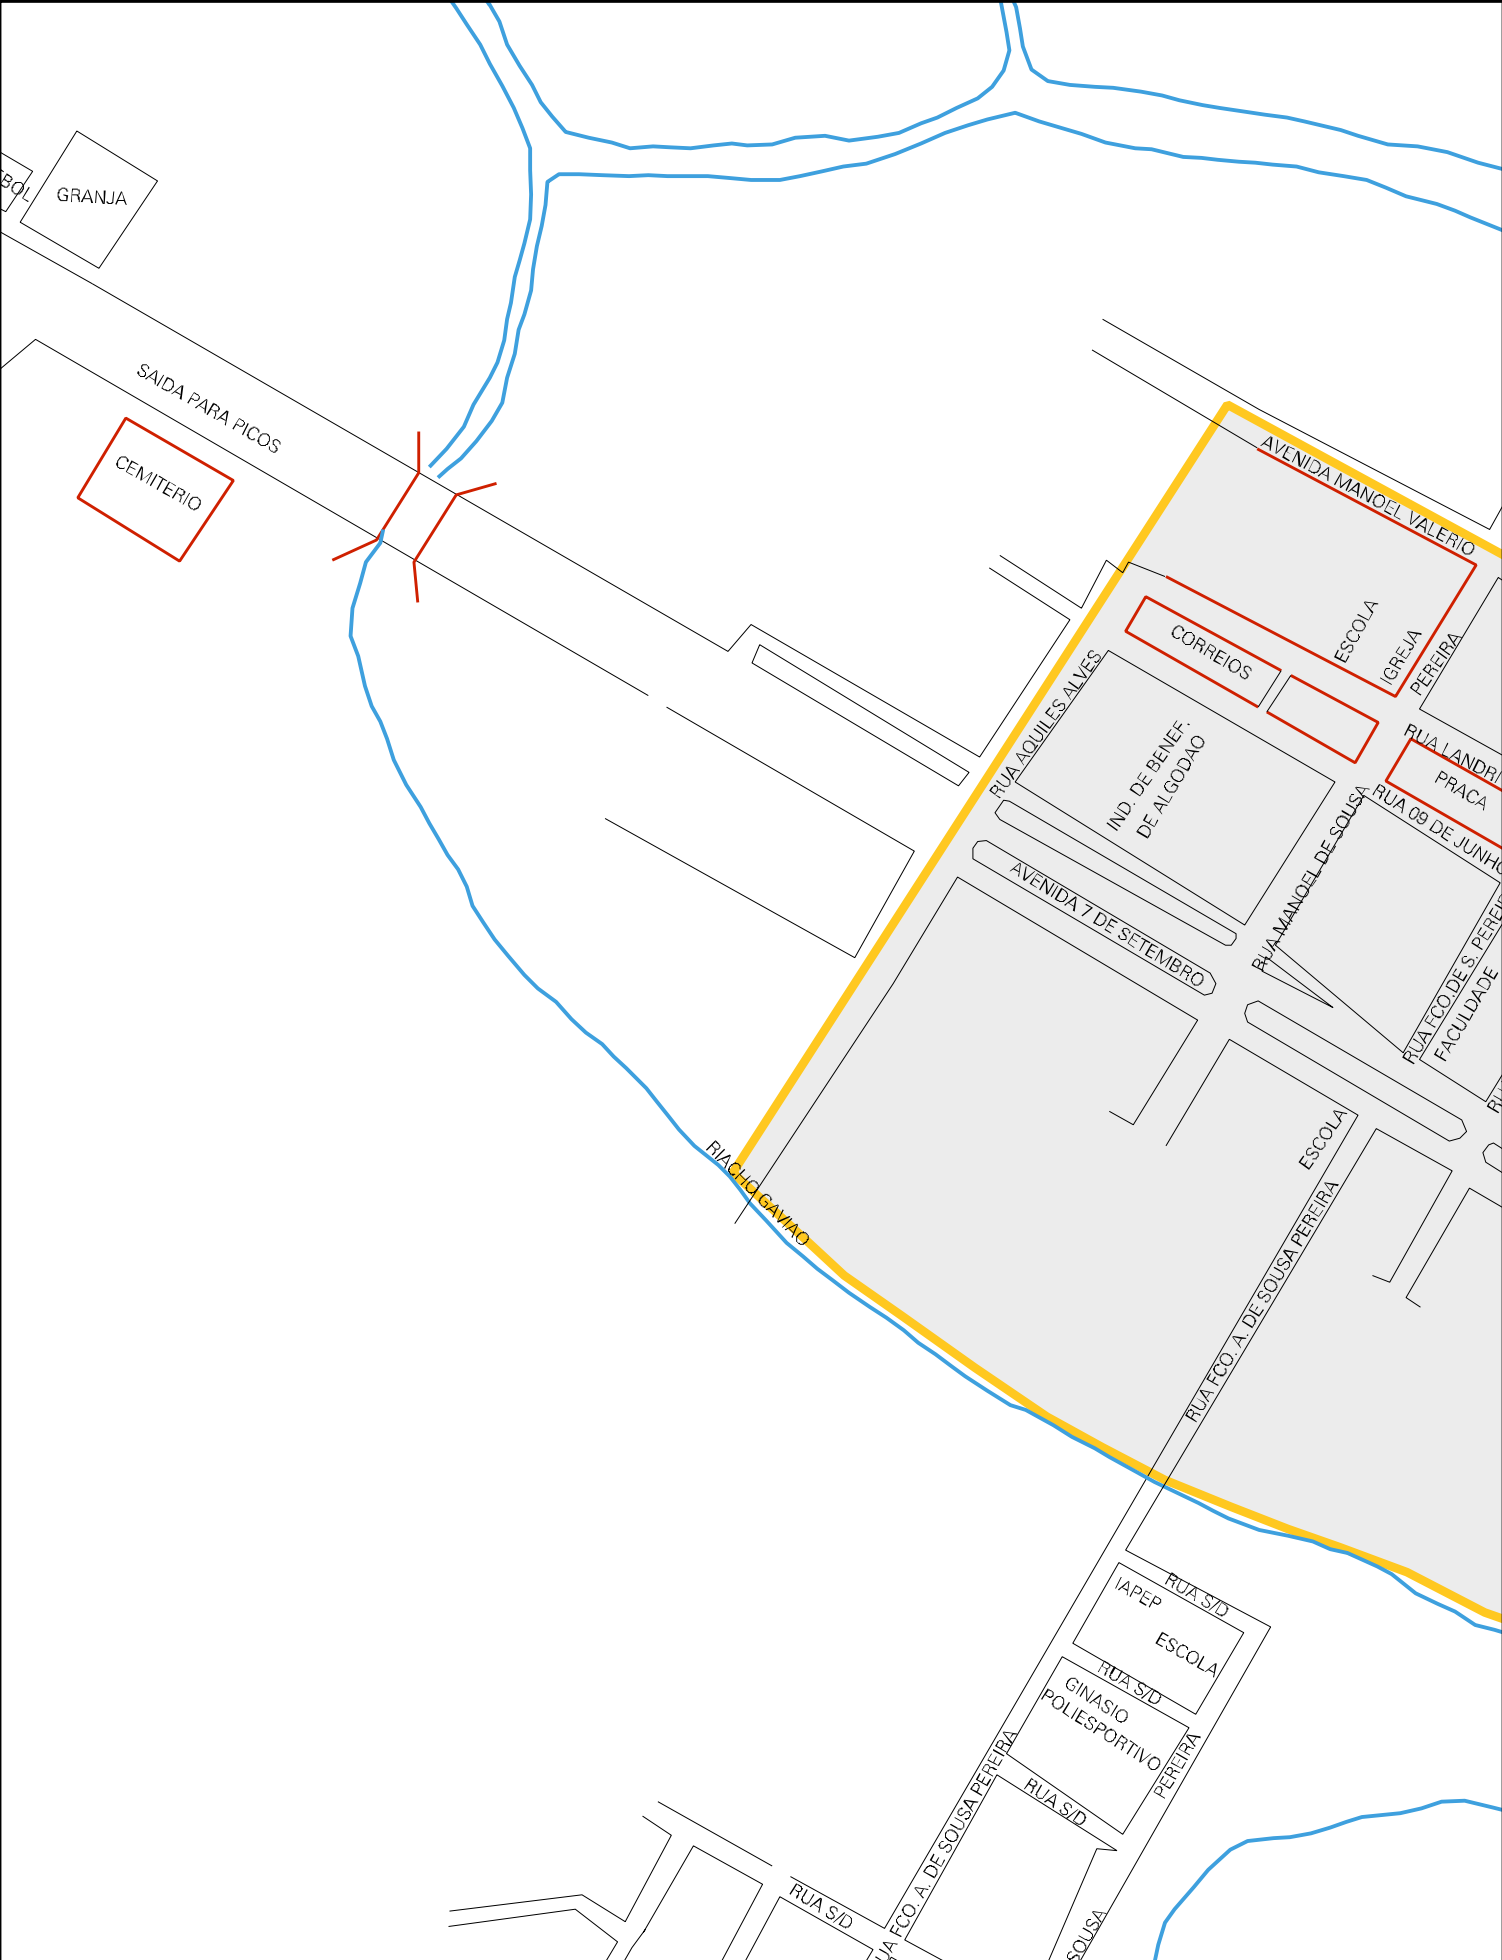 BOL
GRANJA
SAIDA PARA PICOS
CEMITERIO
AVENIDA MANOEL VALERIO
ESCOLA
IGREJA
PEREIRA
CORREIOS
RUA AQUILES ALVES
IND. DE BENEF.
DE ALGODAO
RUA LANDRI
PRACA
RUA 09 DE JUNHO
RUA MANOEL DE SOUSA
AVENIDA 7 DE SETEMBRO
RUA FCO.DE S. PEREI
FACULDADE
RU
ESCOLA
RIACHO GAVIAO
RUA FCO. A. DE SOUSA PEREIRA
RUA S/D
IAPEP
ESCOLA
RUA S/D
GINASIO
POLIESPORTIVO
PEREIRA
RUA S/D
UA FCO. A. DE SOUSA PEREIRA
RUA S/D
SOUSA